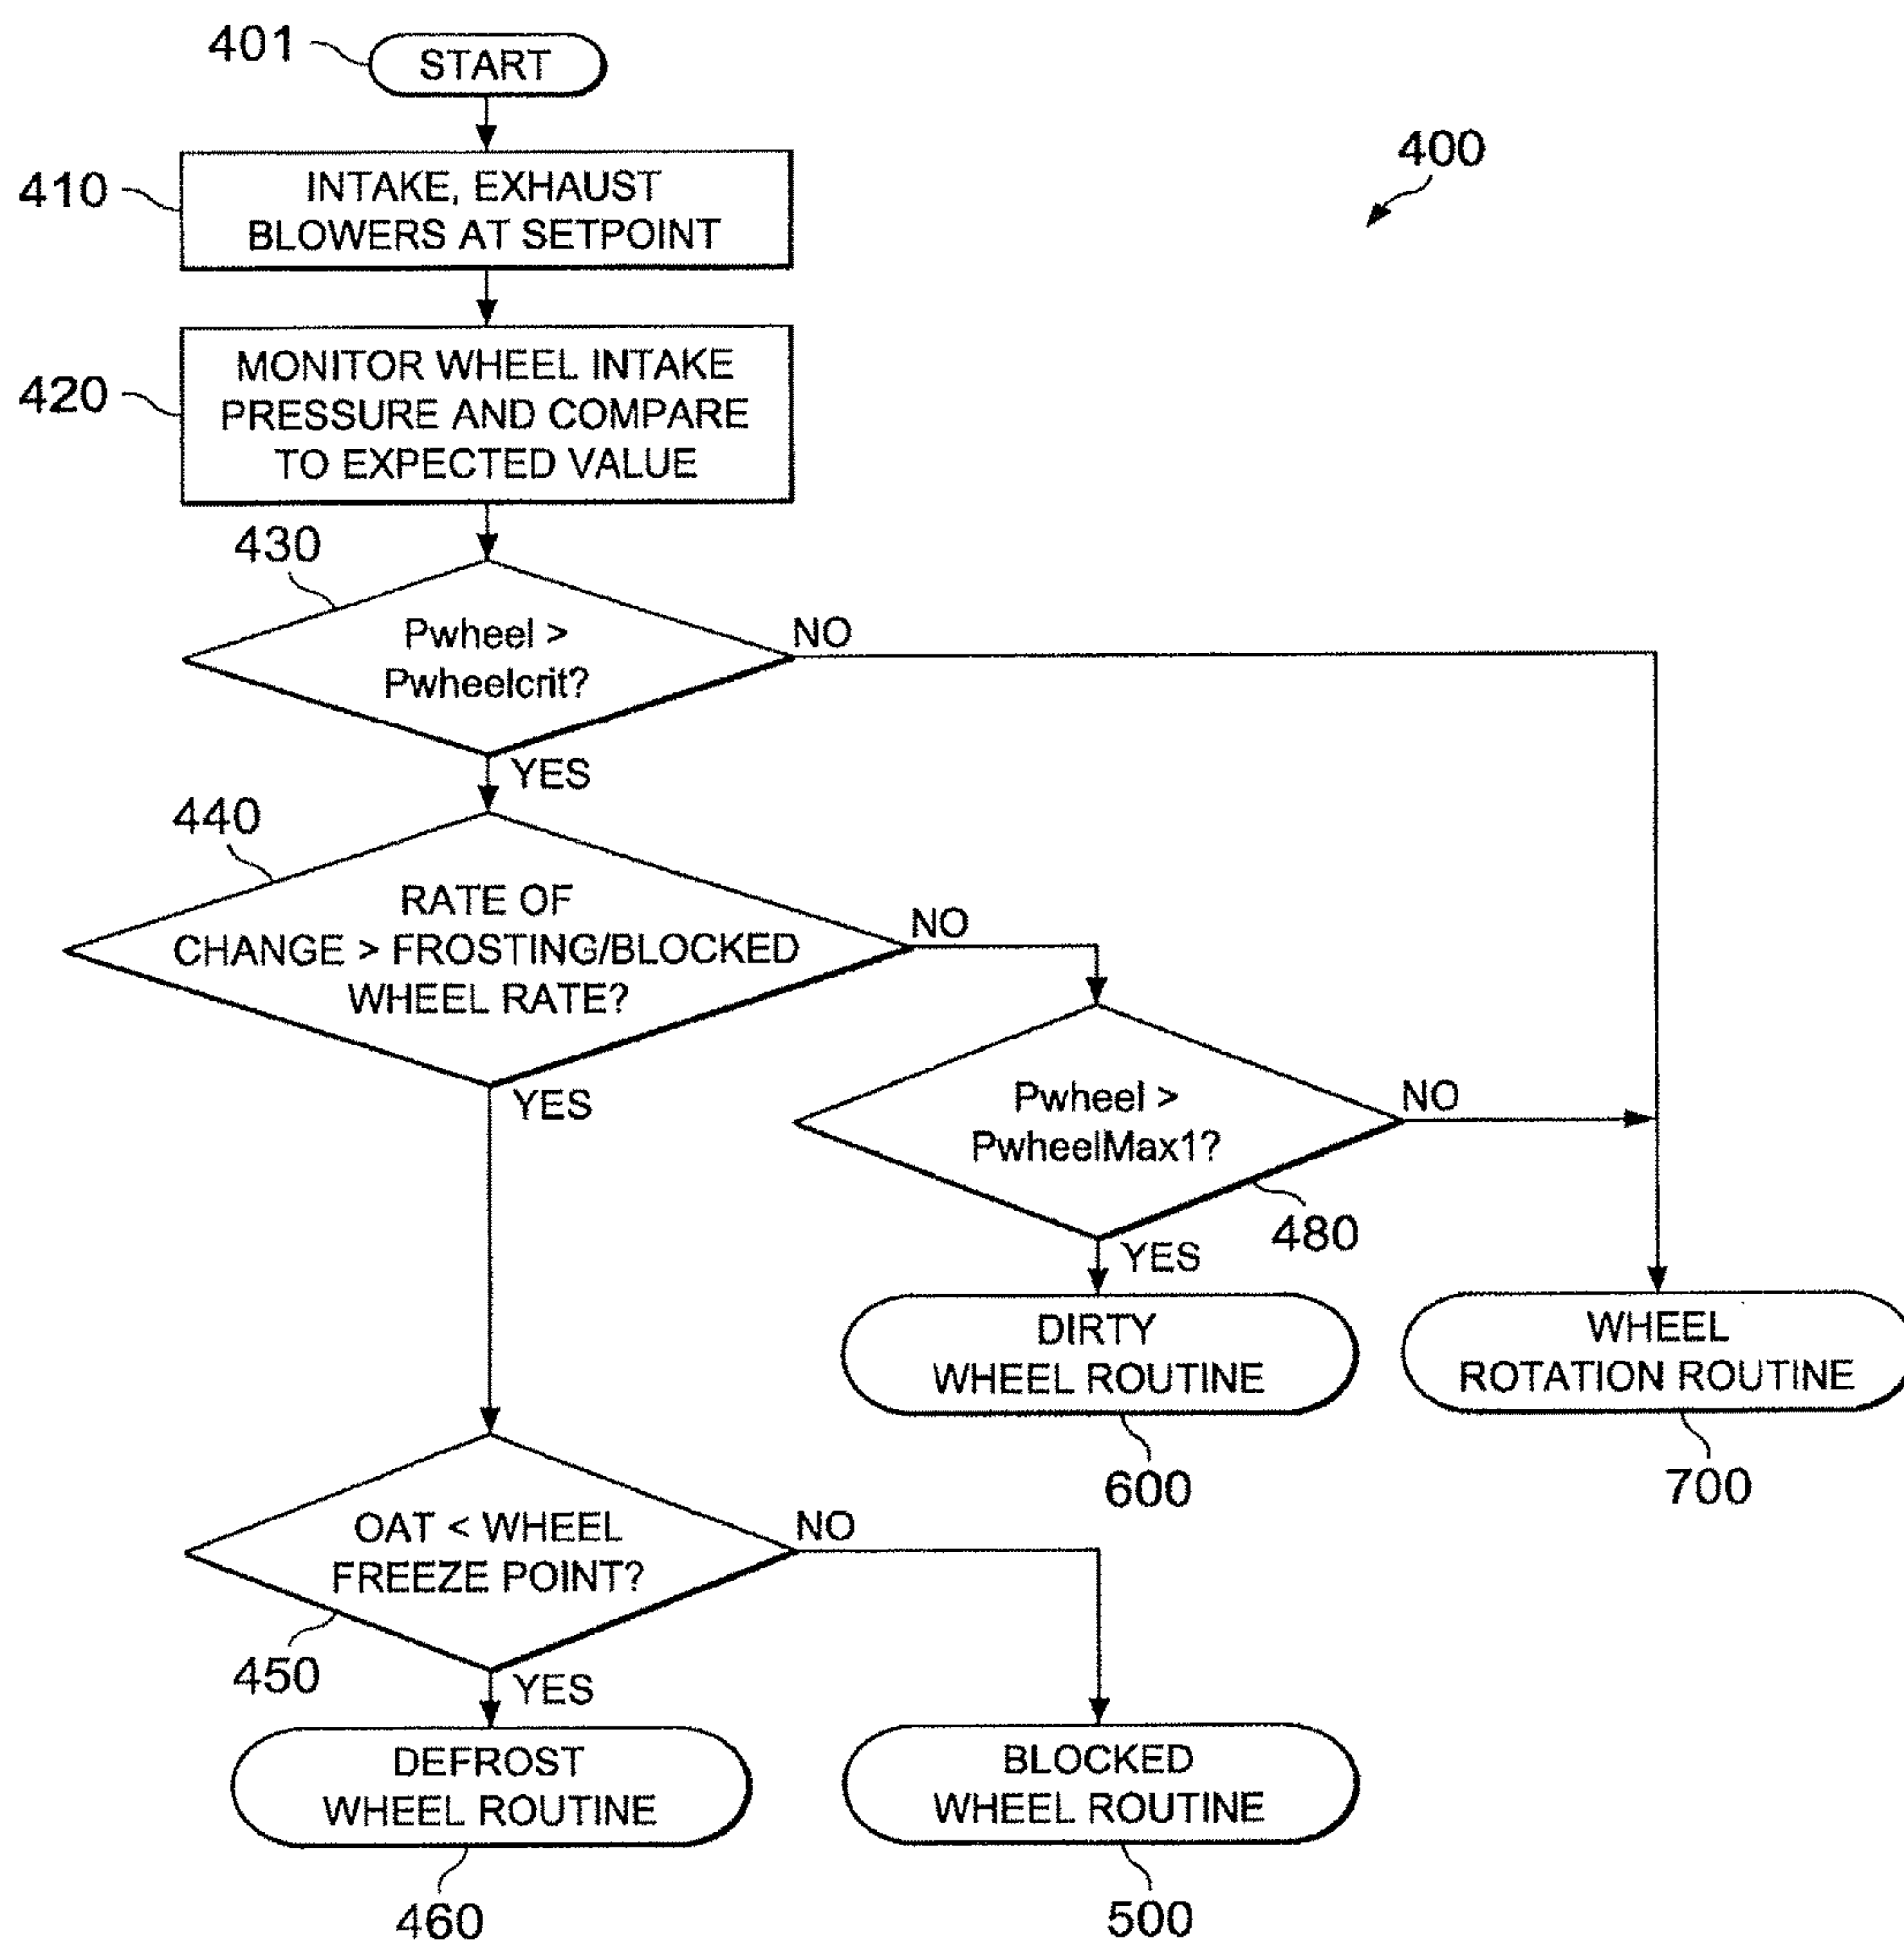 401
START
400
410
INTAKE, EXHAUST
BLOWERS AT SETPOINT
420
MONITOR WHEEL INTAKE
PRESSURE AND COMPARE
TO EXPECTED VALUE
430
Pwheel >
Pwheelcrit?
NO
YES
440
RATE OF
CHANGE > FROSTING/BLOCKED
WHEEL RATE?
NO
YES
Pwheel >
PwheelMax1?
NO
480
YES
DIRTY
WHEEL ROUTINE
600
WHEEL
ROTATION ROUTINE
700
OAT < WHEEL
FREEZE POINT?
NO
450
YES
DEFROST
WHEEL ROUTINE
460
BLOCKED
WHEEL ROUTINE
500